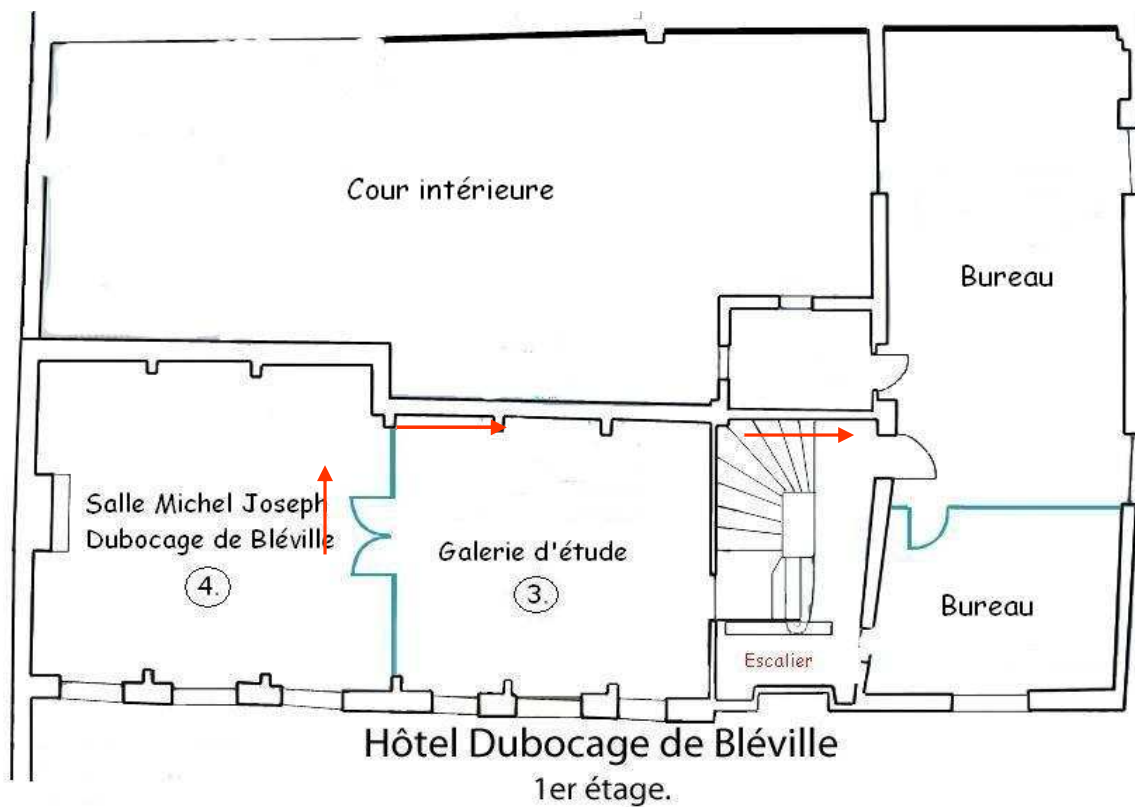 Cour intérieure
Bureau
Salle Michel Joseph
Dubocage de Bléville
4.
Galerie d'étude
3.
Bureau
Escalier
Hôtel Dubocage de Bléville
1er étage.